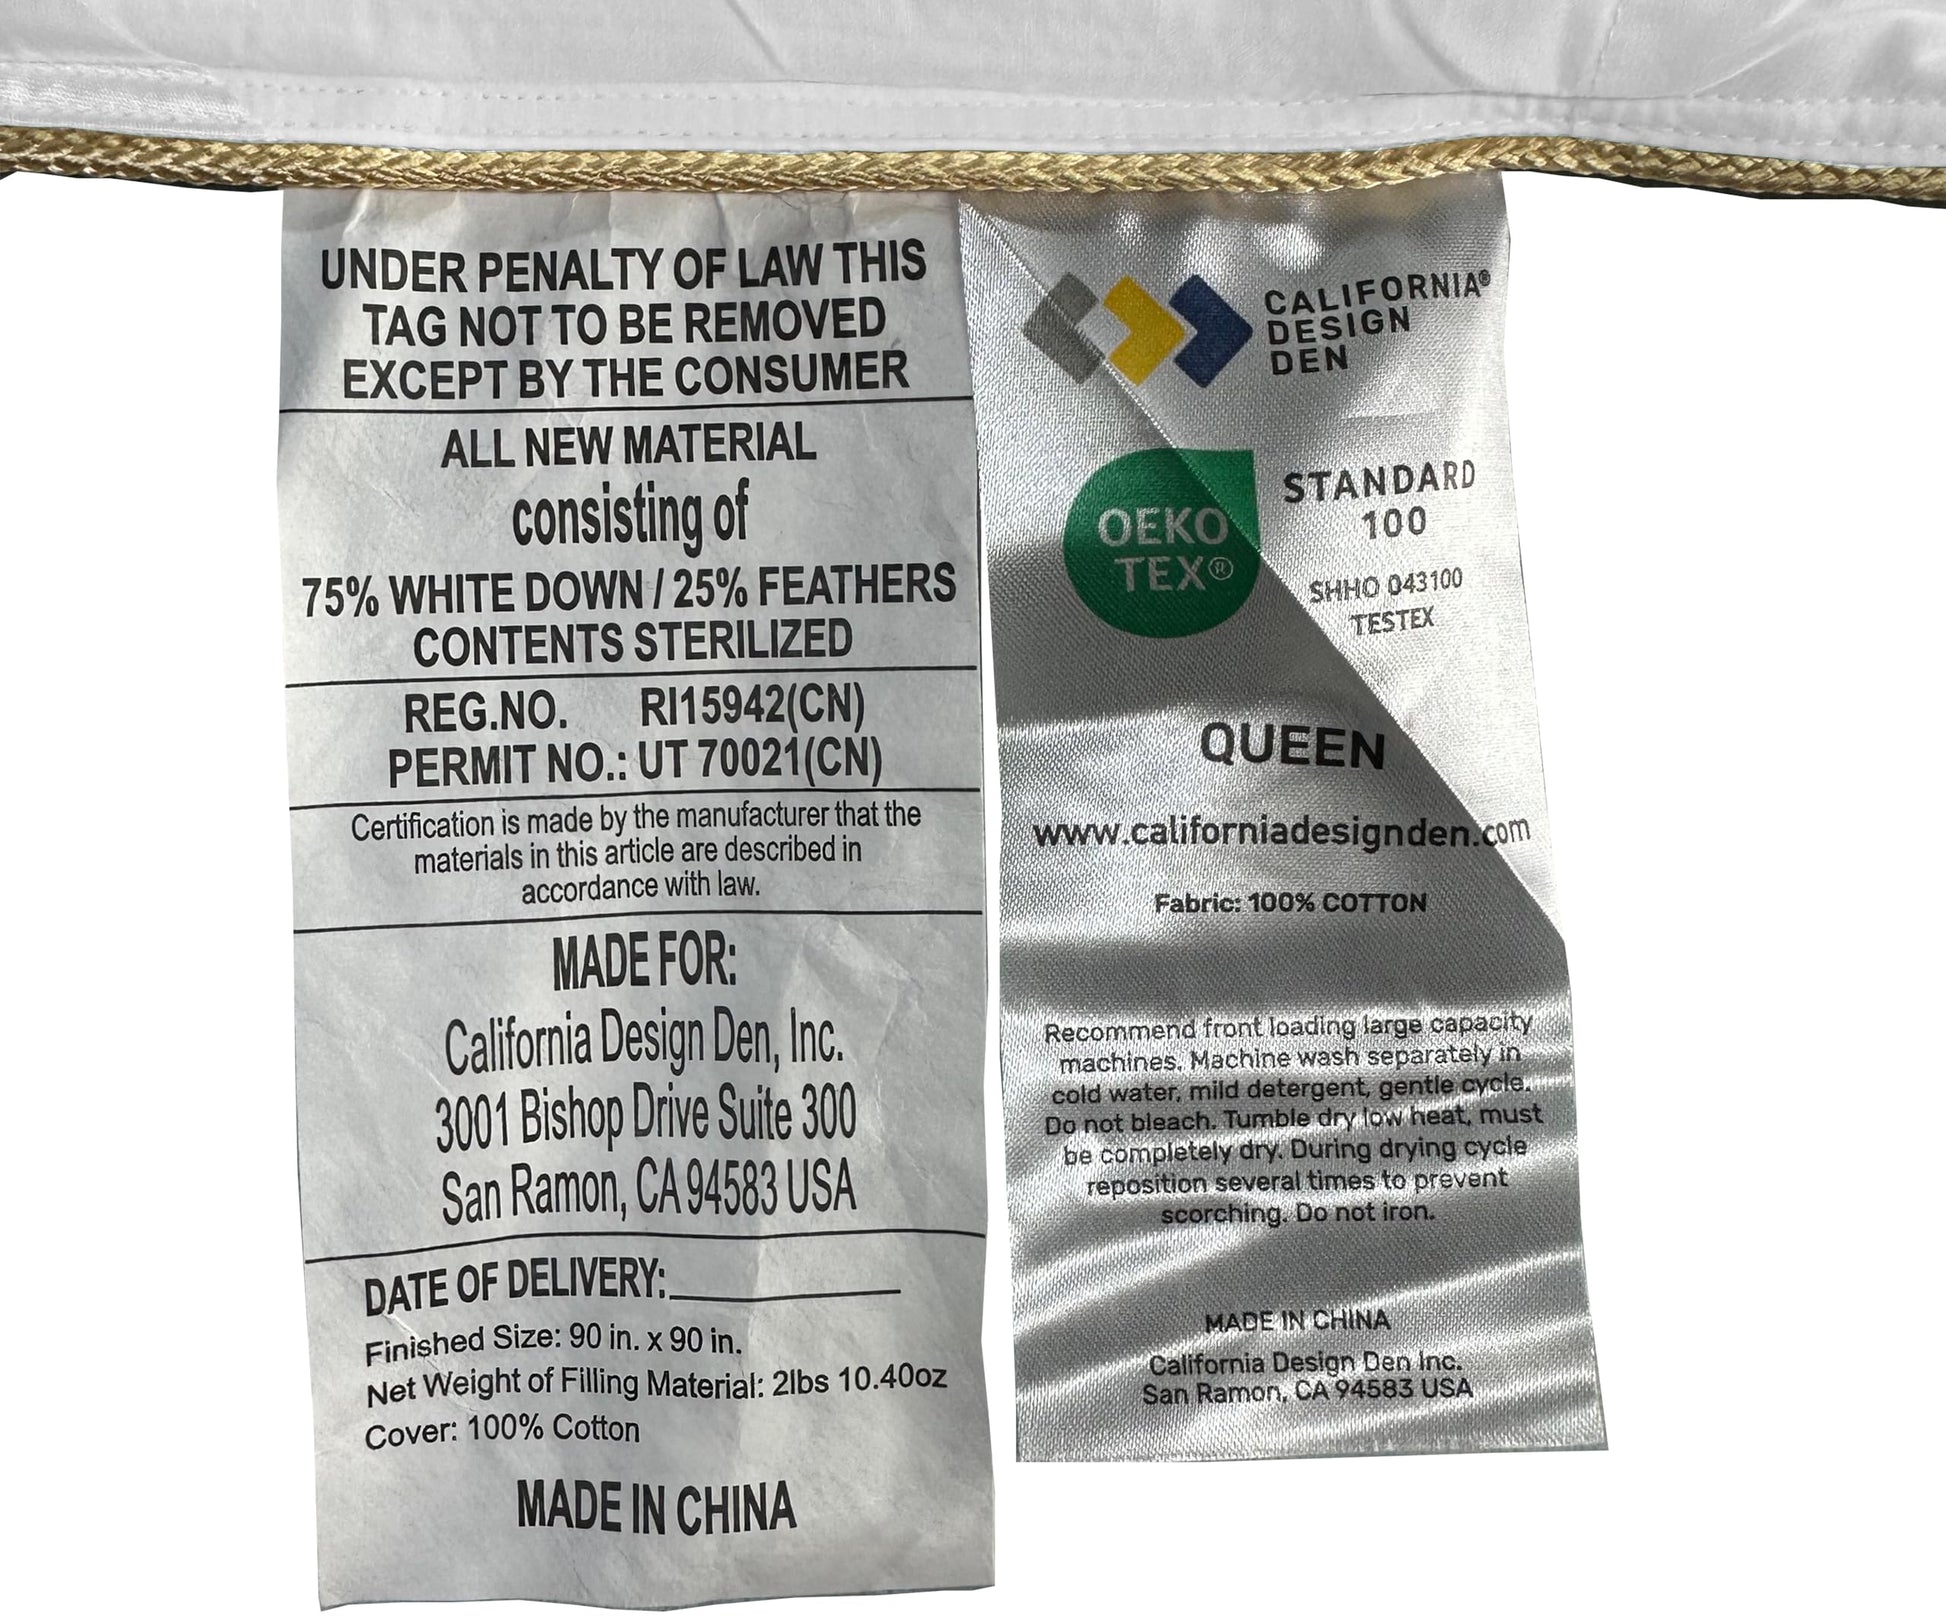 UNDER PENALTY OF LAW THIS
TAG NOT TO BE REMOVED
EXCEPT BY THE CONSUMER
ALL NEW MATERIAL
consisting of
75% WHITE DOWN / 25% FEATHERS
CONTENTS STERILIZED
REG.NO. RI15942(CN)
PERMIT NO.: UT 70021(CN)
Certification is made by the manufacturer that the
materials in this article are described in
accordance with law.
MADE FOR:
California Design Den, Inc.
3001 Bishop Drive Suite 300
San Ramon, CA 94583 USA
DATE OF DELIVERY:
Finished Size: 90 in. x 90 in.
Net Weight of Filling Material: 2lbs 10.40oz
Cover: 100% Cotton
MADE IN CHINA
CALIFORNIA®
DESIGN
DEN
OEKO
TEX®
STANDARD
100
SHHO 043100
TESTEX
QUEEN
www.californiadesignden.com
Fabric: 100% COTTON
Recommend front loading large capacity
machines. Machine wash separately in
cold water, mild detergent, gentle cycle.
Do not bleach. Tumble dry low heat, must
be completely dry. During drying cycle
reposition several times to prevent
scorching. Do not iron.
MADE IN CHINA
California Design Den Inc.
San Ramon, CA 94583 USA